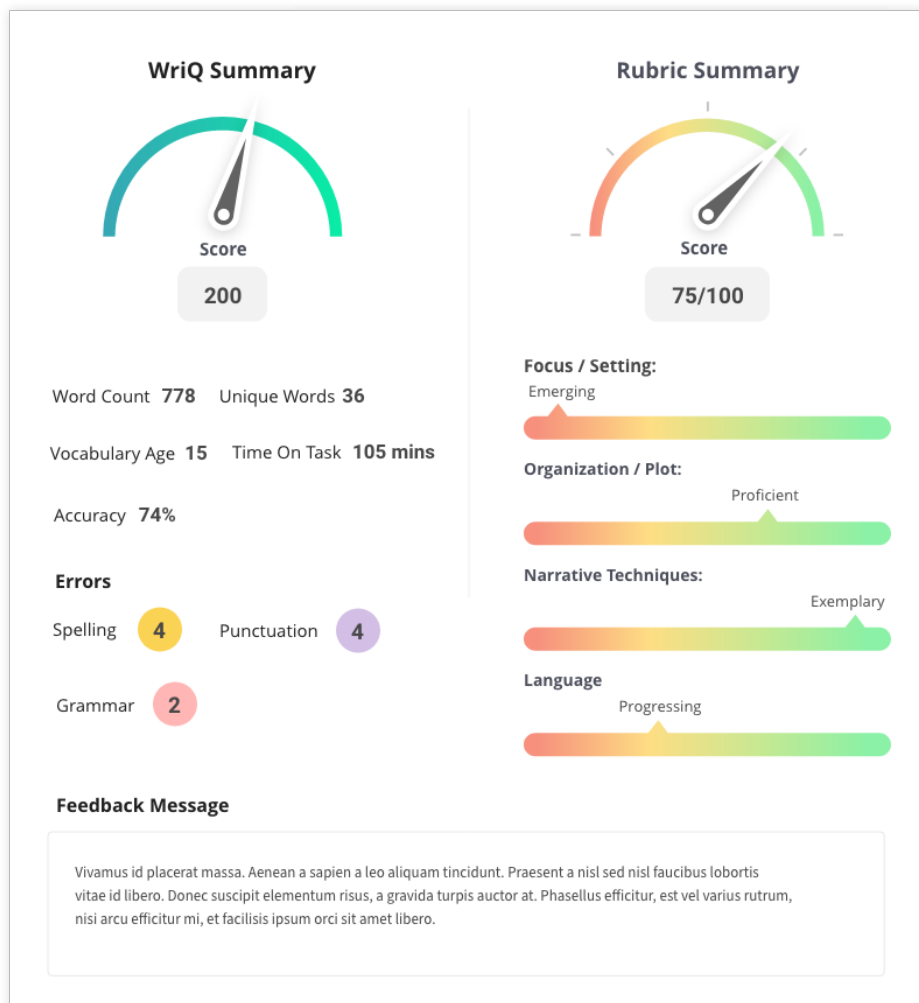 WriQ Summary
Score
200
Word Count 778 Unique Words 36
Vocabulary Age 15 Time On Task 105 mins
Accuracy 74%
Errors
Spelling 4 Punctuation 4
Grammar 2
Rubric Summary
Score
75/100
Focus / Setting:
Emerging
Organization / Plot:
Proficient
Narrative Techniques:
Exemplary
Language
Progressing
Feedback Message
Vivamus id placerat massa. Aenean a sapien a leo aliquam tincidunt. Praesent a nisl sed nisl faucibus lobortis
vitae id libero. Donec suscipit elementum risus, a gravida turpis auctor at. Phasellus efficitur, est vel varius rutrum,
nisi arcu efficitur mi, et facilisis ipsum orci sit amet libero.